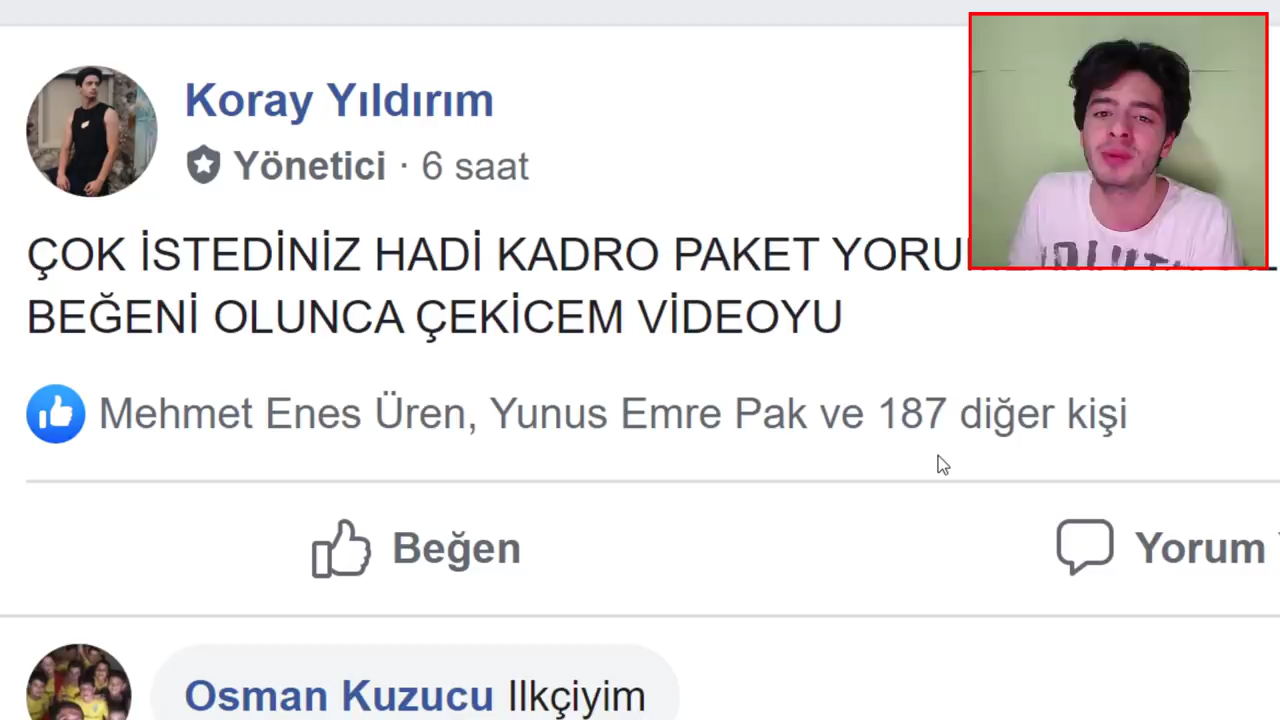 Koray Yıldırım
Yönetici · 6 saat
ÇOK İSTEDİNİZ HADİ KADRO PAKET
BEĞENİ OLUNCA ÇEKİCEM VİDEOYU
Mehmet Enes Üren, Yunus Emre Pak ve 187 diğer kişi
Beğen
Yorum
Osman Kuzucu Ilkçiyim